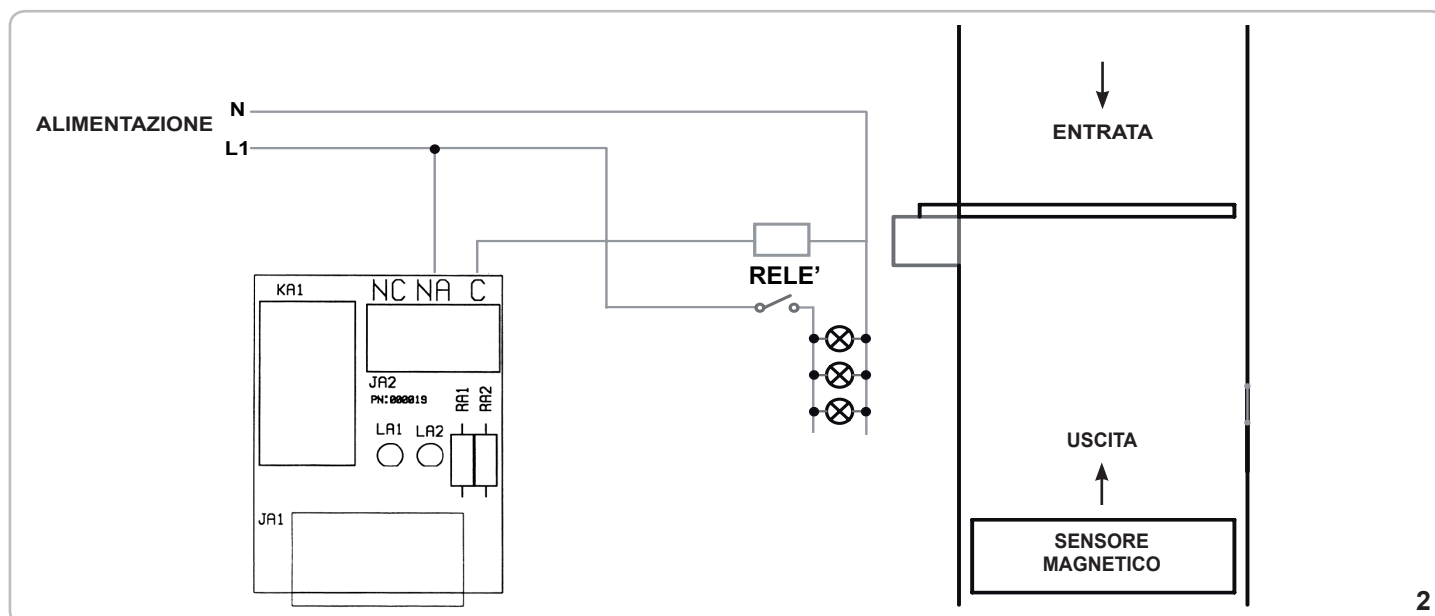 ALIMENTAZIONE
N
L1
KA1
NC NA C
JA2
PN:000019
RA1
RA2
LA1 LA2
JA1
RELE’
ENTRATA
USCITA
SENSORE
MAGNETICO
2